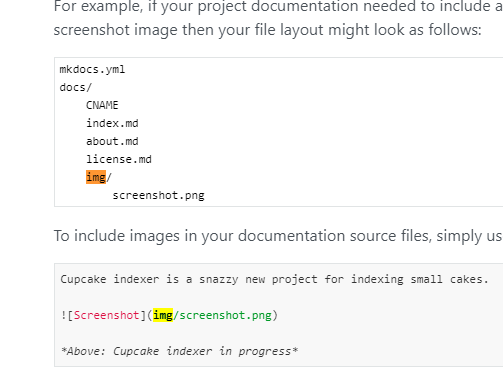 For example, if your project documentation needed to include a
screenshot image then your file layout might look as follows:
mkdocs.yml
docs/
    CNAME
    index.md
    about.md
    license.md
    img/
        screenshot.png
To include images in your documentation source files, simply us
Cupcake indexer is a snazzy new project for indexing small cakes.
![Screenshot](img/screenshot.png)
*Above: Cupcake indexer in progress*